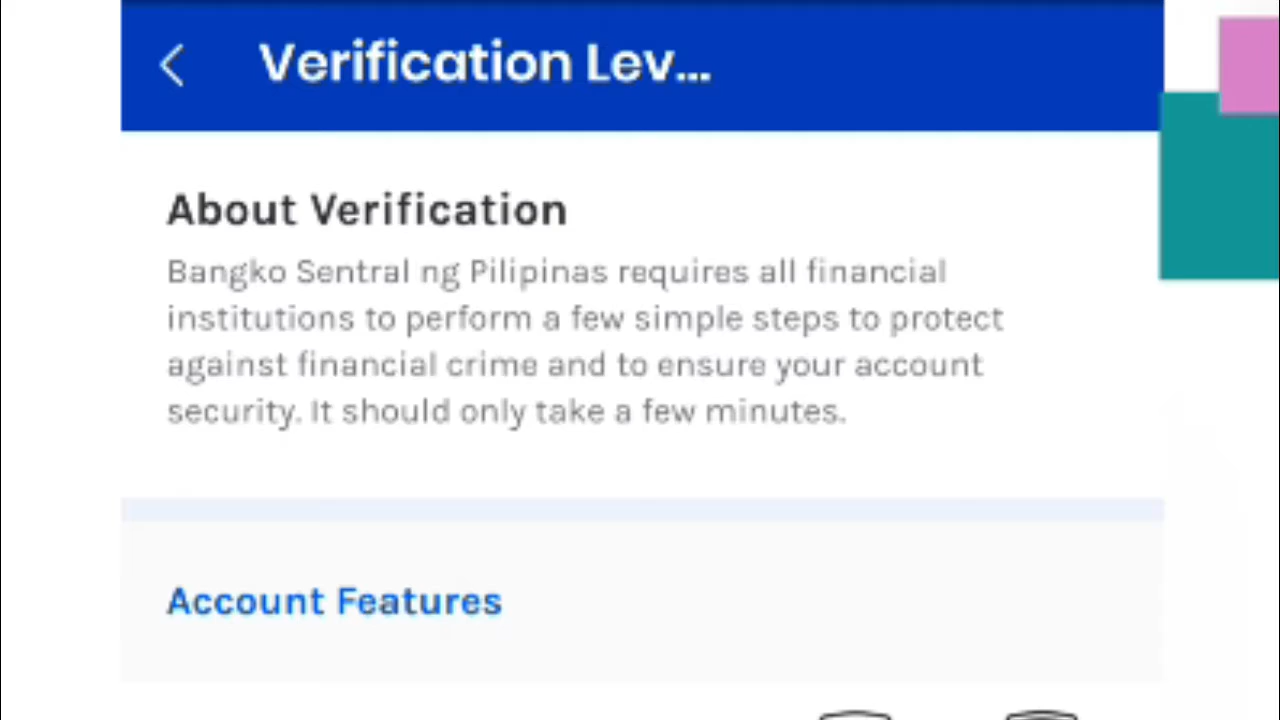 Verification Lev...
About Verification
Bangko Sentral ng Pilipinas requires all financial
institutions to perform a few simple steps to protect
against financial crime and to ensure your account
security. It should only take a few minutes.
Account Features